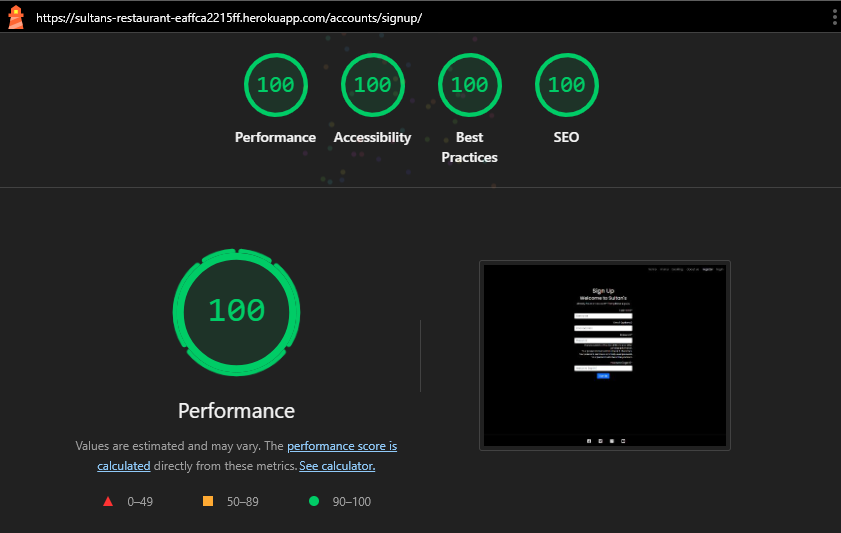 https://sultans-restaurant-eaffca2215ff.herokuapp.com/accounts/signup/
100 100 100 100
Performance Accessibility Best Practices SEO
100
Performance
Values are estimated and may vary. The performance score is
calculated directly from these metrics. See calculator.
0–49 50–89 90–100
Sign Up
Welcome to Sultan's